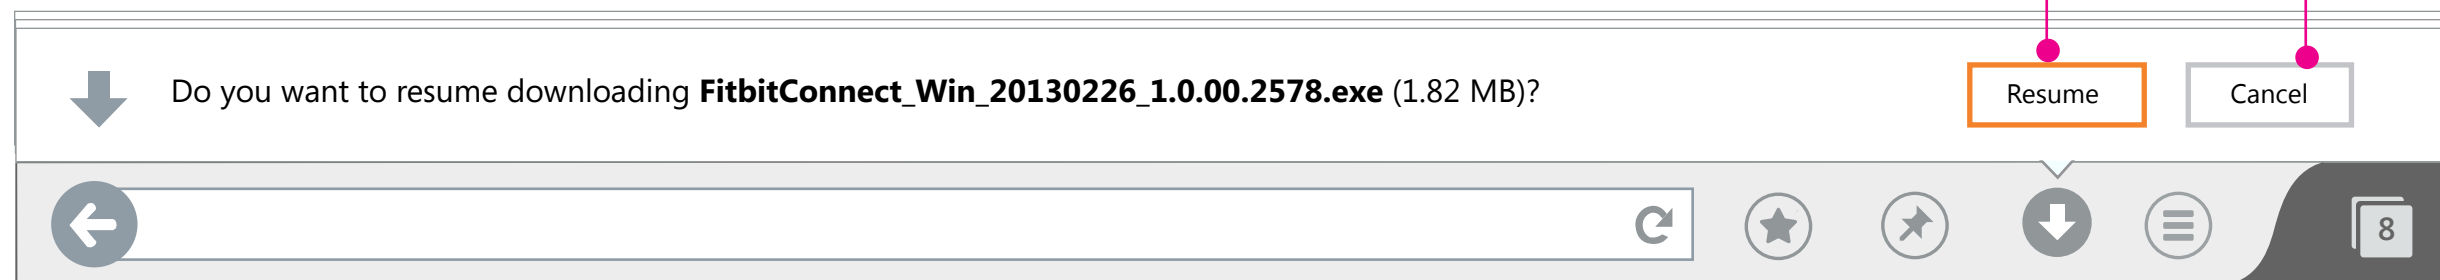 Do you want to resume downloading FitbitConnect_Win_20130226_1.0.00.2578.exe (1.82 MB)?
Resume
Cancel
8